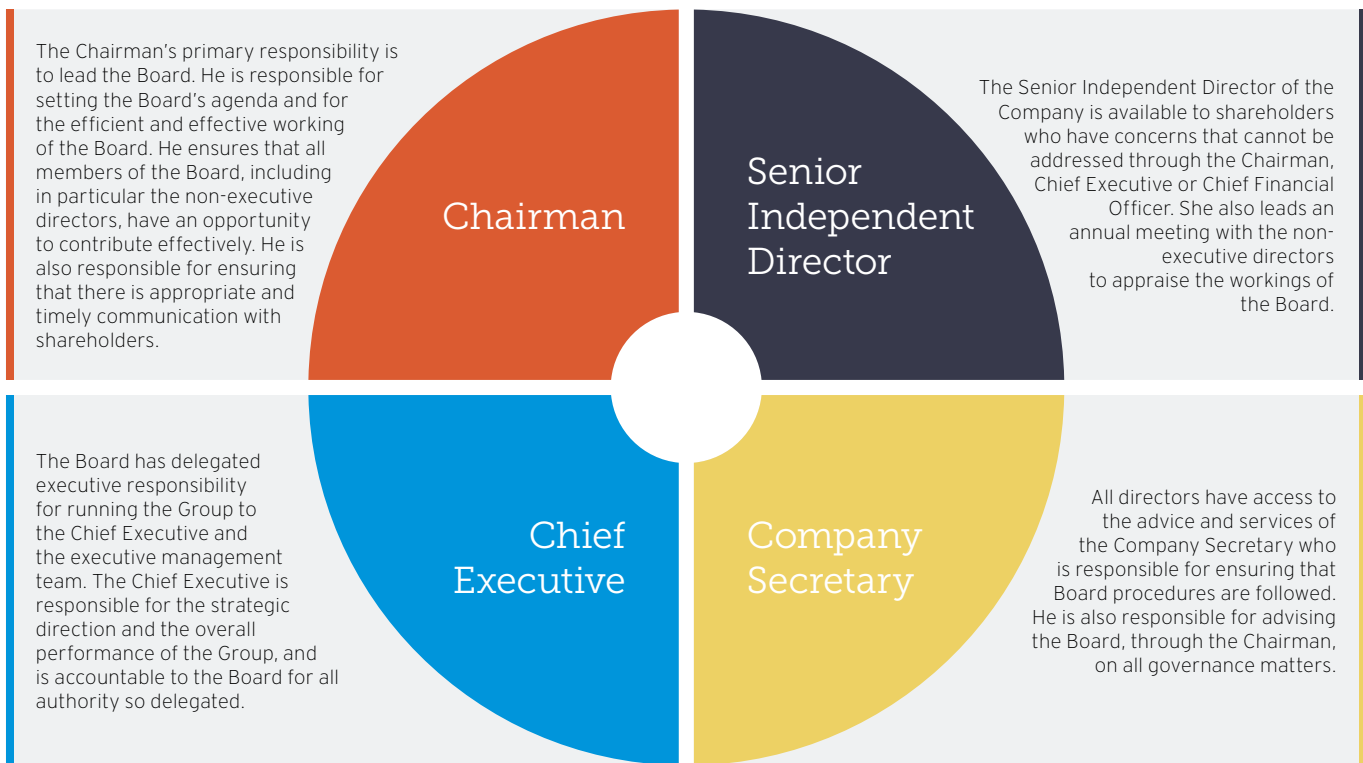 The Chairman’s primary responsibility is
to lead the Board. He is responsible for
setting the Board’s agenda and for
the efficient and effective working
of the Board. He ensures that all
members of the Board, including
in particular the non-executive
directors, have an opportunity
to contribute effectively. He is
also responsible for ensuring
that there is appropriate and
timely communication with
shareholders.
Chairman
Senior
Independent
Director
The Senior Independent Director of the
Company is available to shareholders
who have concerns that cannot be
addressed through the Chairman,
Chief Executive or Chief Financial
Officer. She also leads an
annual meeting with the non-
executive directors
to appraise the workings of
the Board.
The Board has delegated
executive responsibility
for running the Group to
the Chief Executive and
the executive management
team. The Chief Executive is
responsible for the strategic
direction and the overall
performance of the Group, and
is accountable to the Board for all
authority so delegated.
Chief
Executive
Company
Secretary
All directors have access to
the advice and services of
the Company Secretary who
is responsible for ensuring that
Board procedures are followed.
He is also responsible for advising
the Board, through the Chairman,
on all governance matters.